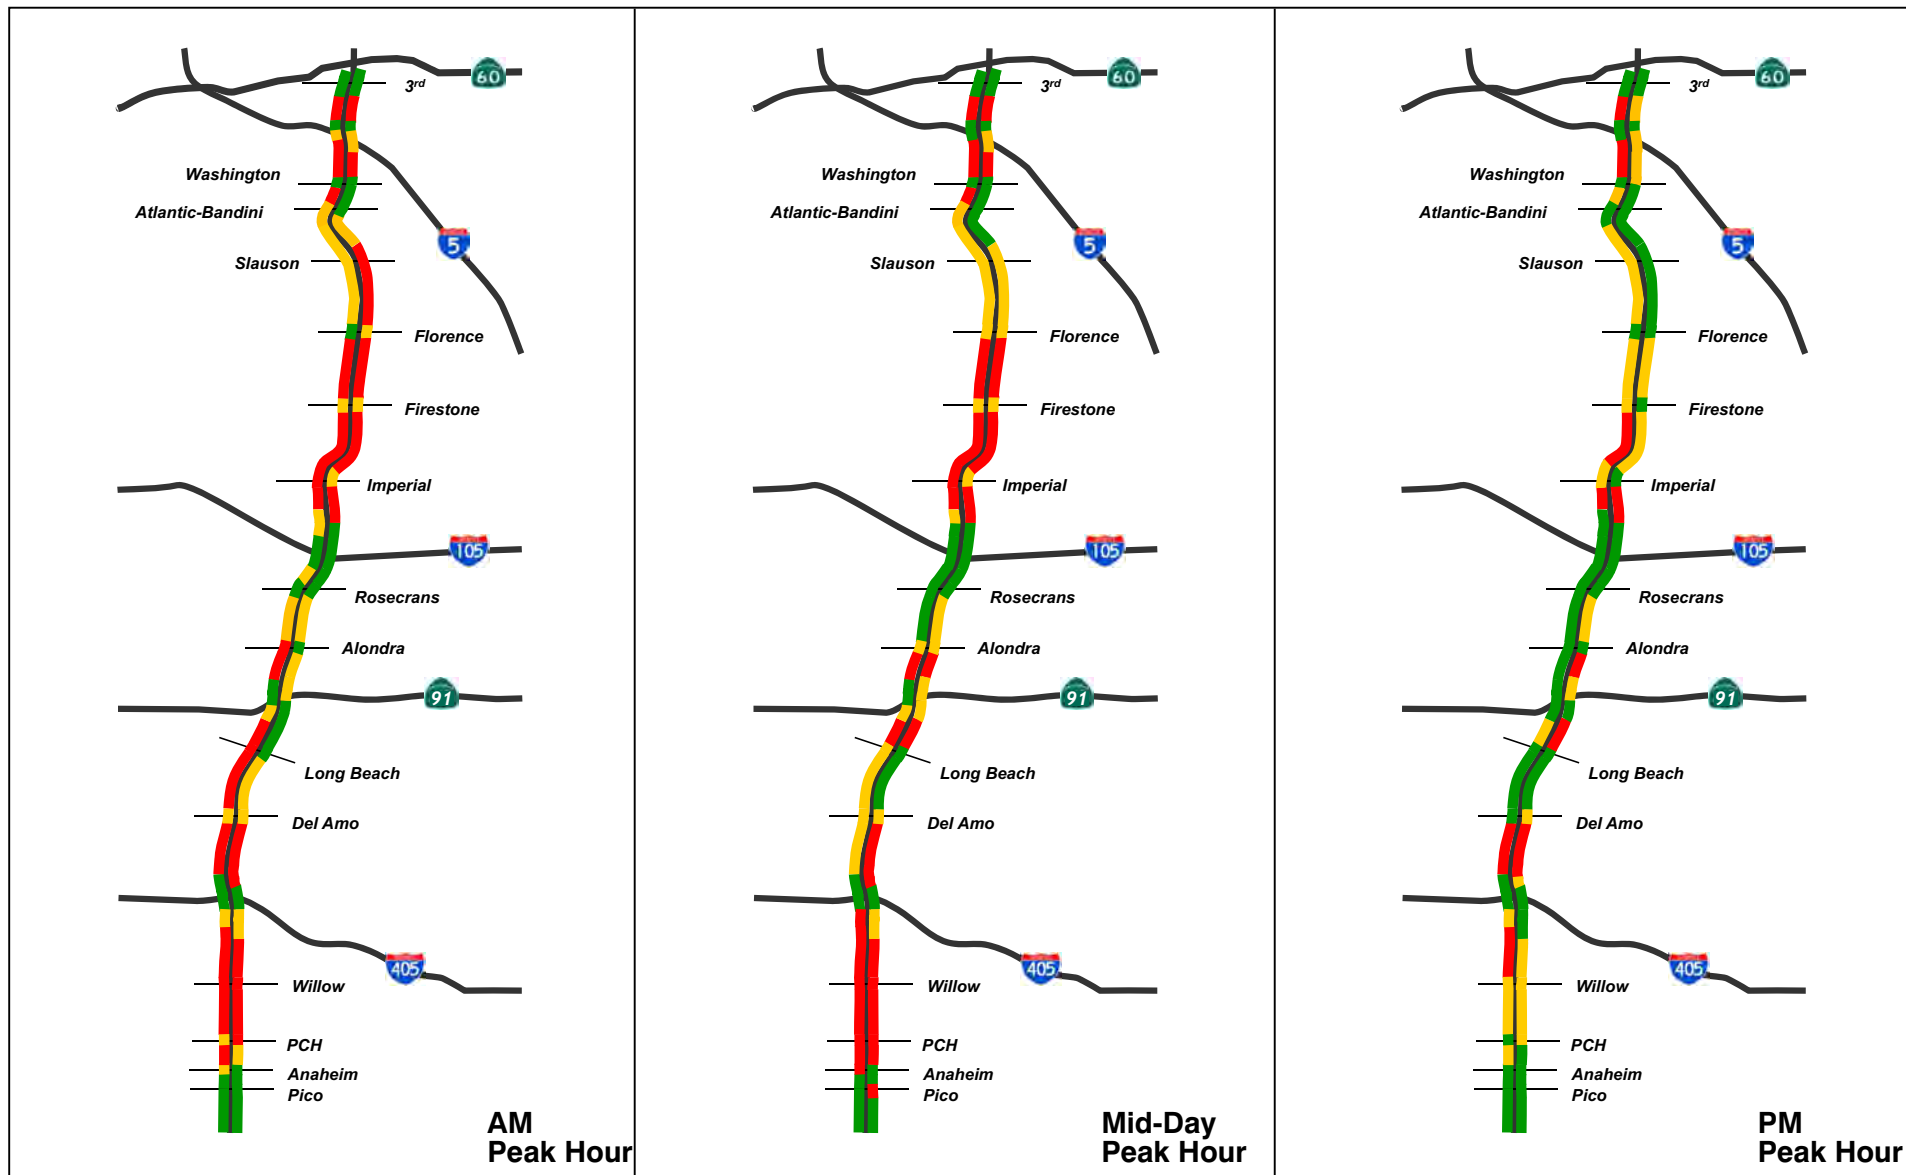 3rd
60
Washington
Atlantic-Bandini
5
Slauson
Florence
Firestone
Imperial
105
Rosecrans
Alondra
91
Long Beach
Del Amo
405
Willow
PCH
Anaheim
Pico
AM
Peak Hour
3rd
60
Washington
Atlantic-Bandini
5
Slauson
Florence
Firestone
Imperial
105
Rosecrans
Alondra
91
Long Beach
Del Amo
405
Willow
PCH
Anaheim
Pico
Mid-Day
Peak Hour
3rd
60
Washington
Atlantic-Bandini
5
Slauson
Florence
Firestone
Imperial
105
Rosecrans
Alondra
91
Long Beach
Del Amo
405
Willow
PCH
Anaheim
Pico
PM
Peak Hour